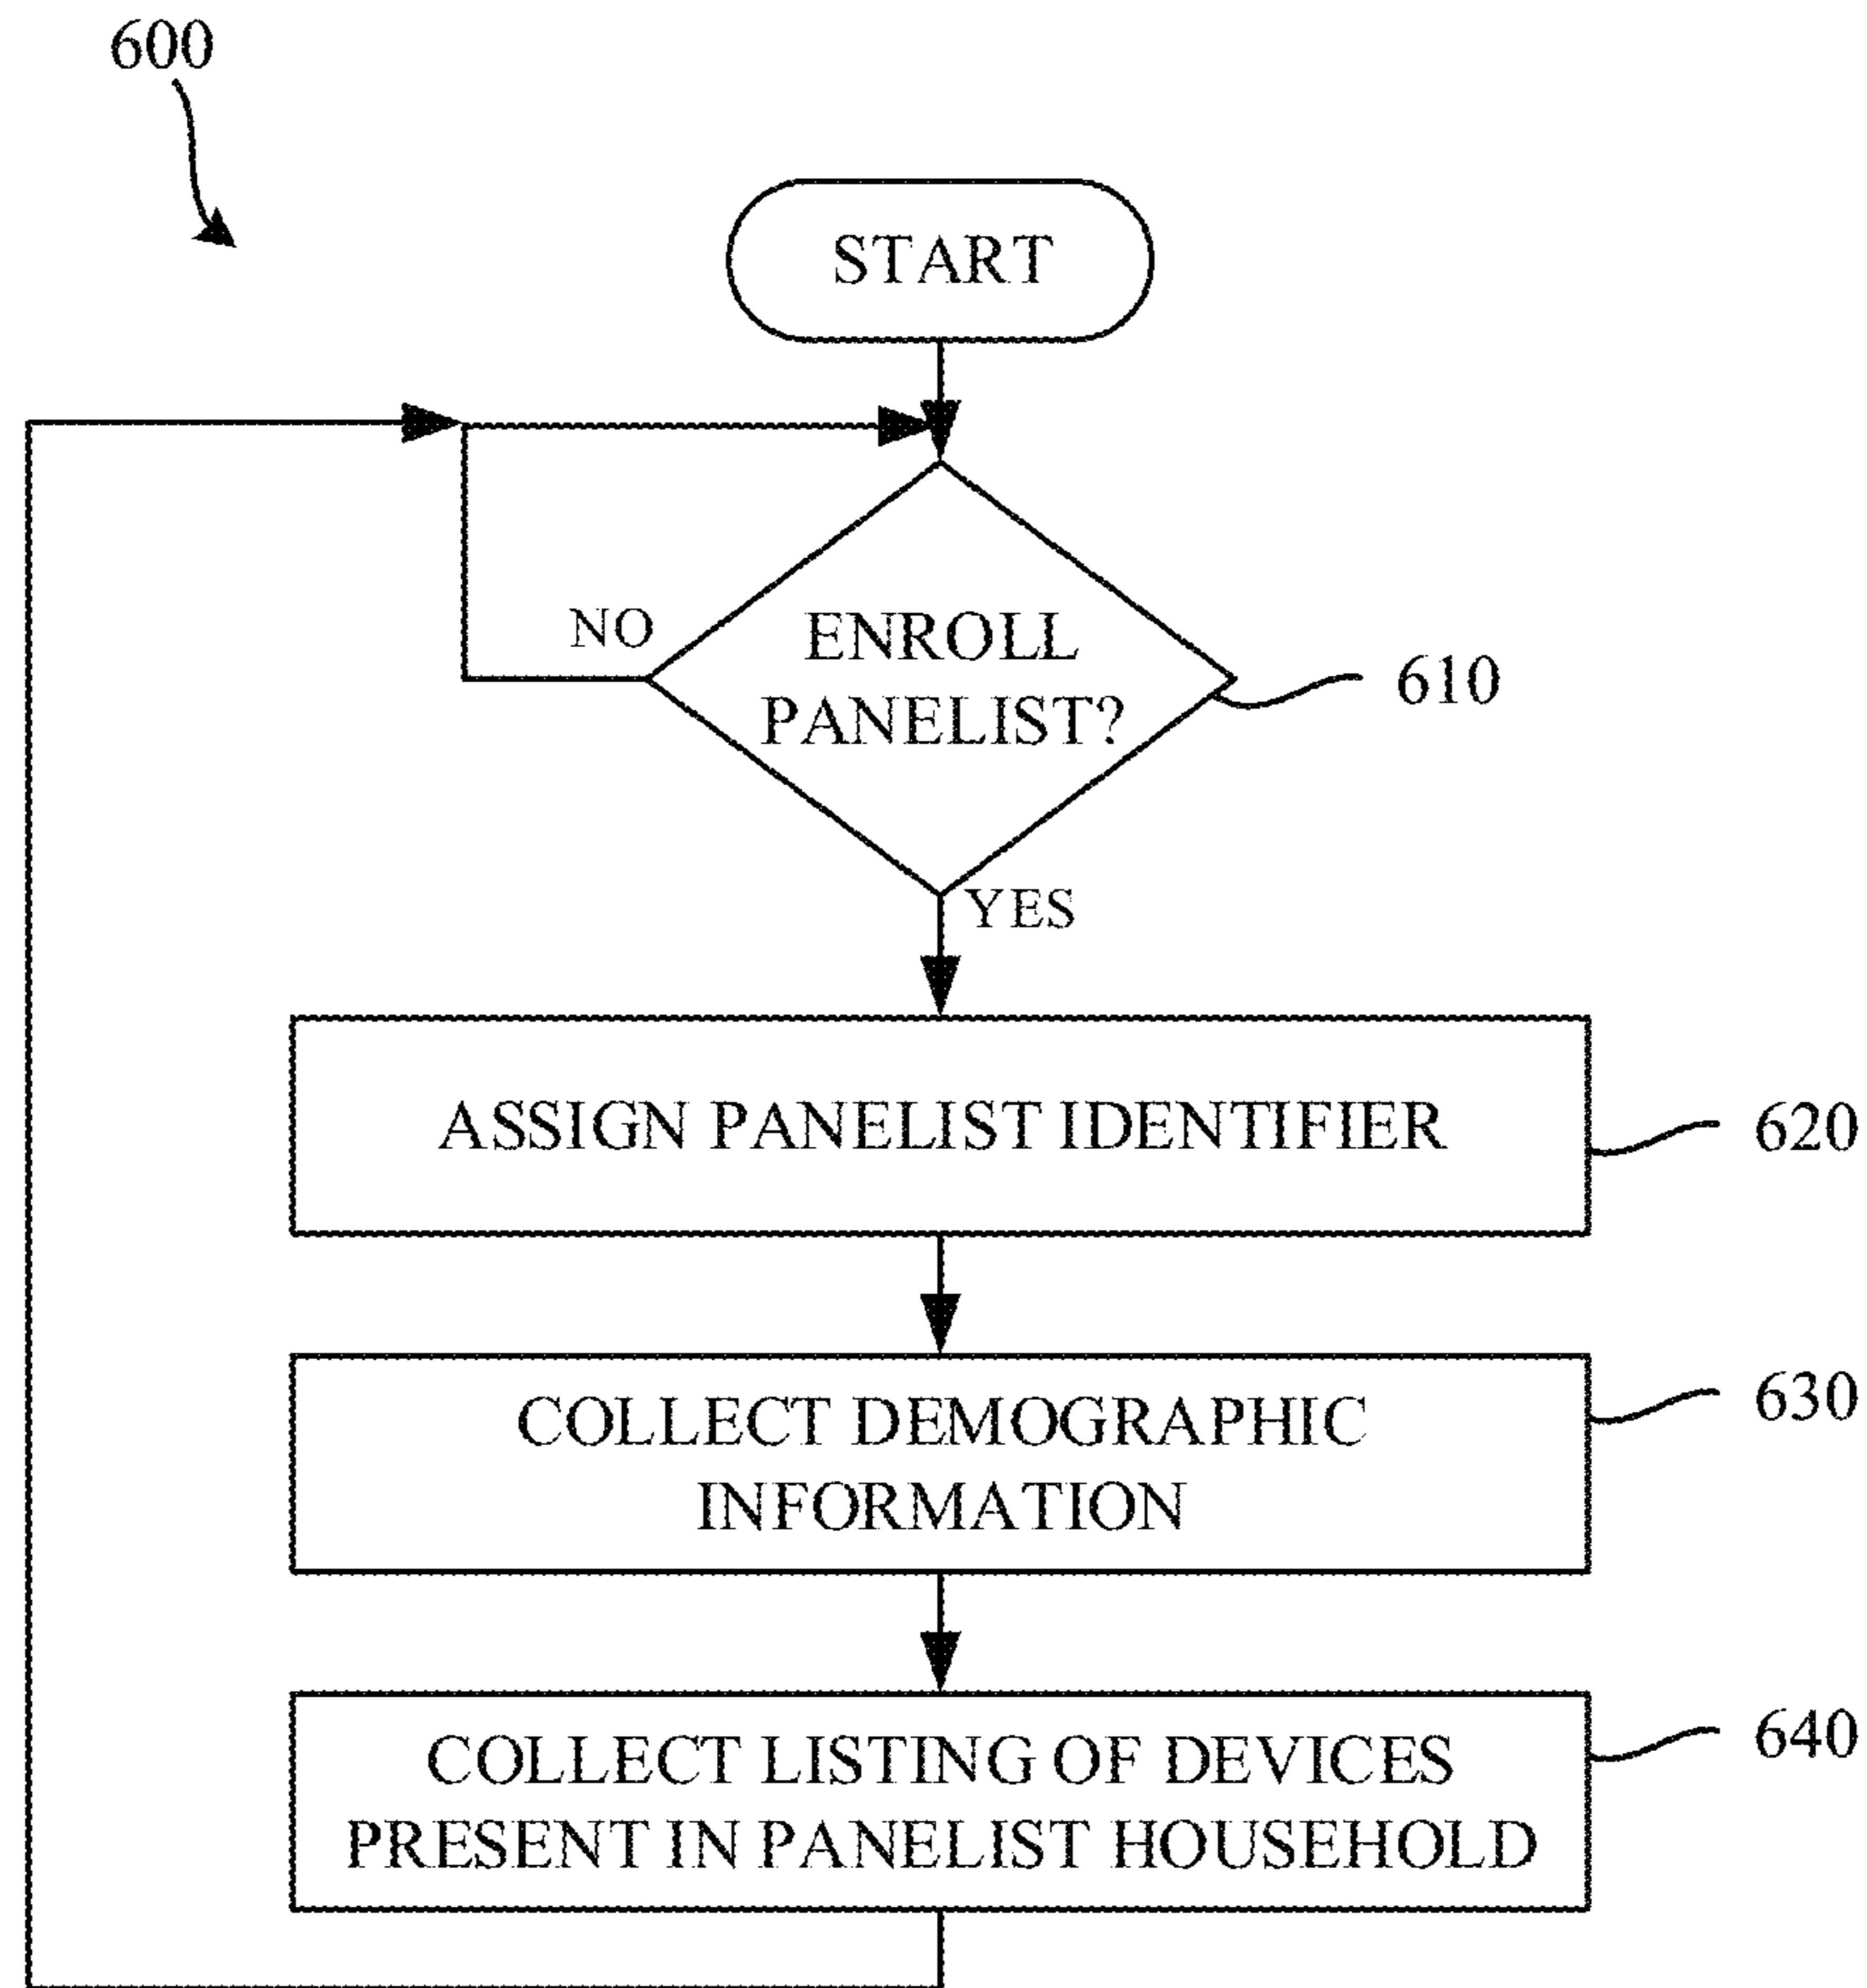 600
START
NO
ENROLL
PANELIST?
610
YES
ASSIGN PANELIST IDENTIFIER
620
COLLECT DEMOGRAPHIC
INFORMATION
630
COLLECT LISTING OF DEVICES
PRESENT IN PANELIST HOUSEHOLD
640